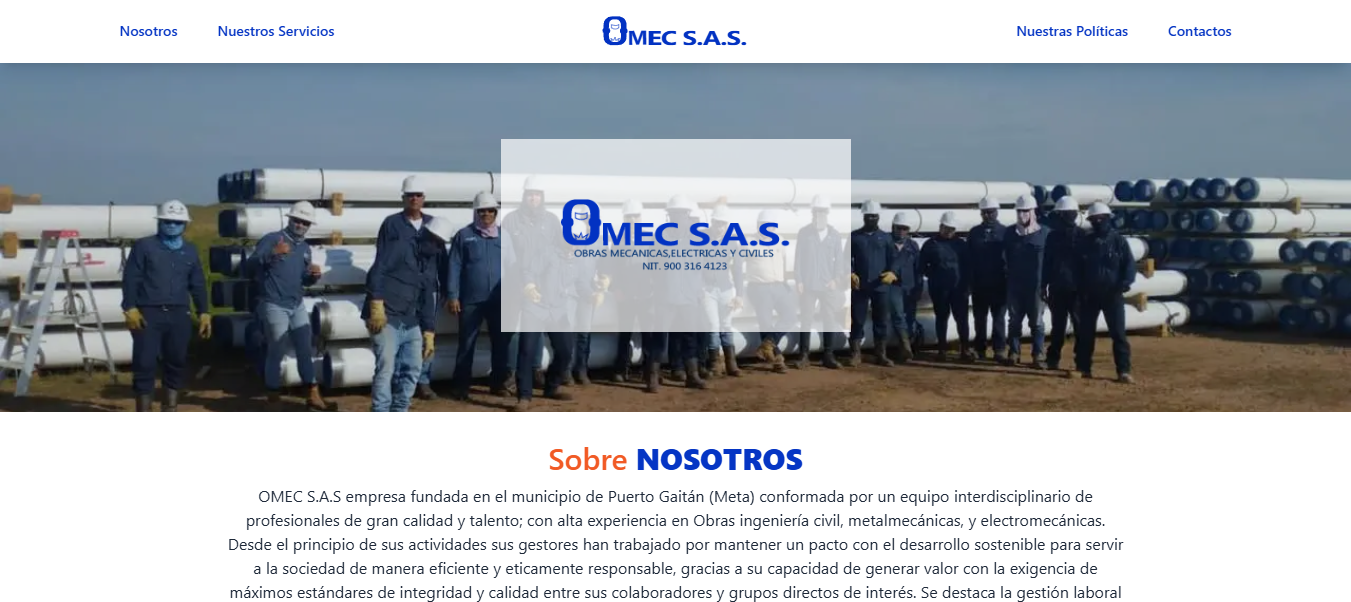 Nosotros
Nuestros Servicios
OMEC S.A.S.
Nuestras Políticas
Contactos
OMEC S.A.S.
OBRAS MECANICAS,ELECTRICAS Y CIVILES
NIT. 900 316 4123
Sobre NOSOTROS
OMEC S.A.S empresa fundada en el municipio de Puerto Gaitán (Meta) conformada por un equipo interdisciplinario de
profesionales de gran calidad y talento; con alta experiencia en Obras ingeniería civil, metalmecánicas, y electromecánicas.
Desde el principio de sus actividades sus gestores han trabajado por mantener un pacto con el desarrollo sostenible para servir
a la sociedad de manera eficiente y eticamente responsable, gracias a su capacidad de generar valor con la exigencia de
máximos estándares de integridad y calidad entre sus colaboradores y grupos directos de interés. Se destaca la gestión laboral